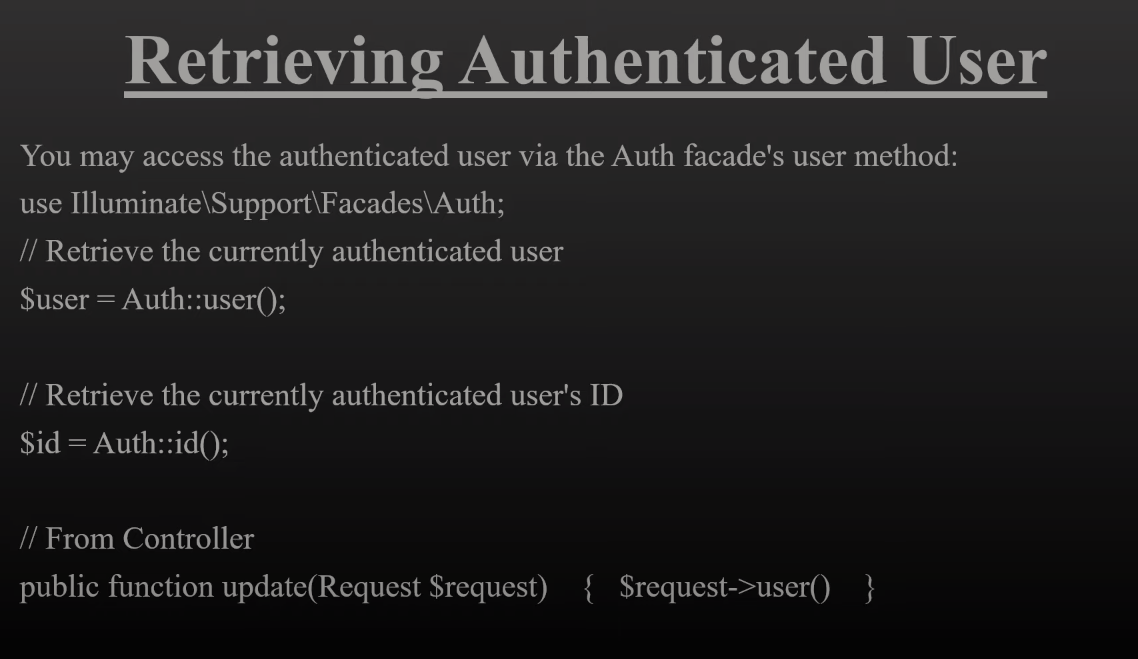 Retrieving Authenticated User
You may access the authenticated user via the Auth facade's user method:
use Illuminate\Support\Facades\Auth;
// Retrieve the currently authenticated user
$user = Auth::user();
// Retrieve the currently authenticated user's ID
$id = Auth::id();
// From Controller
public function update(Request $request) { $request->user() }